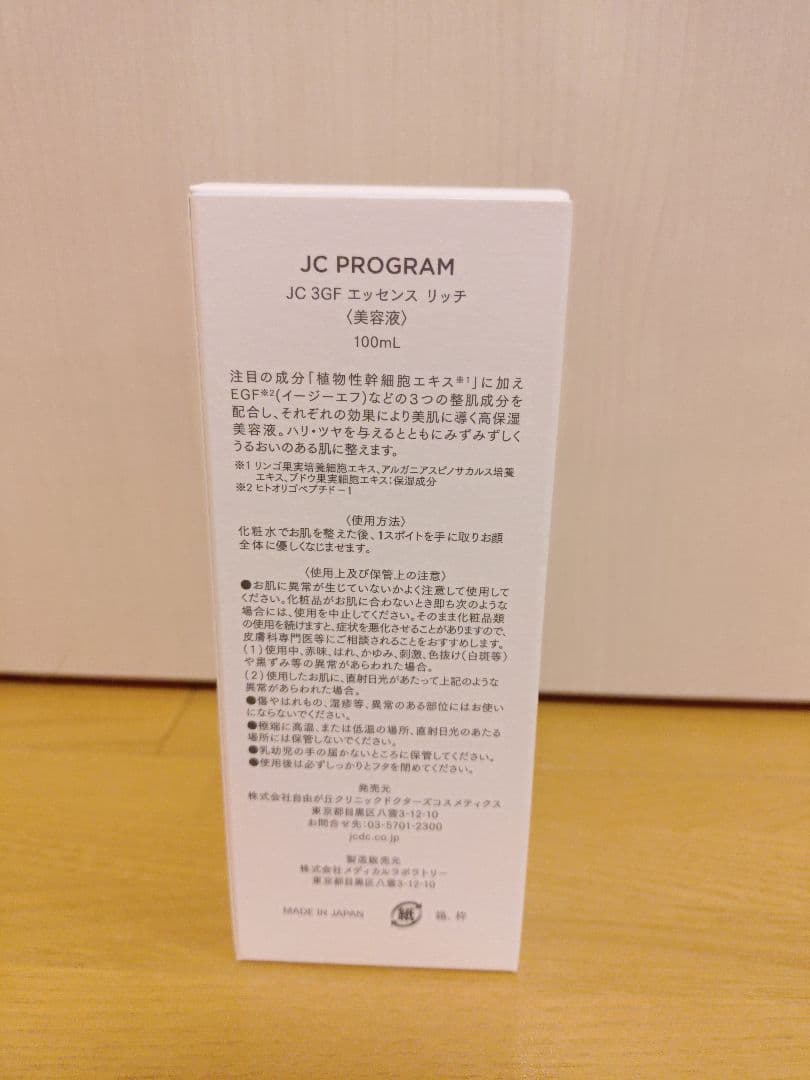 JC PROGRAM
JC 3GF エッセンス リッチ
〈美容液〉
100mL
注目の成分「植物性幹細胞エキス※1」に加え
EGF※2(イージーエフ)などの3つの整肌成分を
配合し、それぞれの効果により美肌に導く高保湿
美容液。ハリ・ツヤを与えるとともにみずみずしく
うるおいのある肌に整えます。
※1 リンゴ果実培養細胞エキス、アルガニアスピノサカルス培養
エキス、ブドウ果実細胞エキス:保湿成分
※2 ヒトオリゴペプチド-1
〈使用方法〉
化粧水でお肌を整えた後、1スポイトを手に取りお顔
全体に優しくなじませます。
〈使用上及び保管上の注意〉
●お肌に異常が生じていないかよく注意して使用して
ください。化粧品がお肌に合わないとき即ち次のような
場合には、使用を中止してください。そのまま化粧品類
の使用を続けますと、症状を悪化させることがありますので、
皮膚科専門医等にご相談されることをおすすめします。
(1)使用中、赤味、はれ、かゆみ、刺激、色抜け(白斑等)
や黒ずみ等の異常があらわれた場合。
(2)使用したお肌に、直射日光があたって上記のような
異常があらわれた場合。
●傷やはれもの、湿疹等、異常のある部位にはお使い
にならないでください。
●極端に高温、または低温の場所、直射日光のあたる
場所には保管しないでください。
●乳幼児の手の届かないところに保管してください。
●使用後は必ずしっかりとフタを閉めてください。
発売元
株式会社自由が丘クリニックドクターズコスメティクス
東京都目黒区八雲3-12-10
お問合せ先:03-5701-2300
jcdc.co.jp
製造販売元
株式会社メディカルラボラトリー
東京都目黒区八雲3-12-10
MADE IN JAPAN 紙 箱、枠